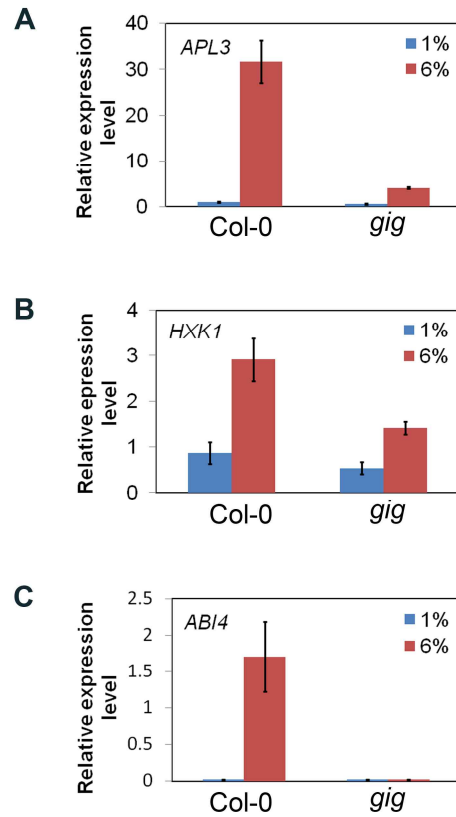 A
APL3
1%
6%
Relative expression
level
40
30
20
10
0
Col-0
gig
B
HXK1
1%
6%
Relative epression
level
4
3
2
1
0
Col-0
gig
C
ABI4
1%
6%
Relative expression
level
2.5
2
1.5
1
0.5
0
Col-0
gig